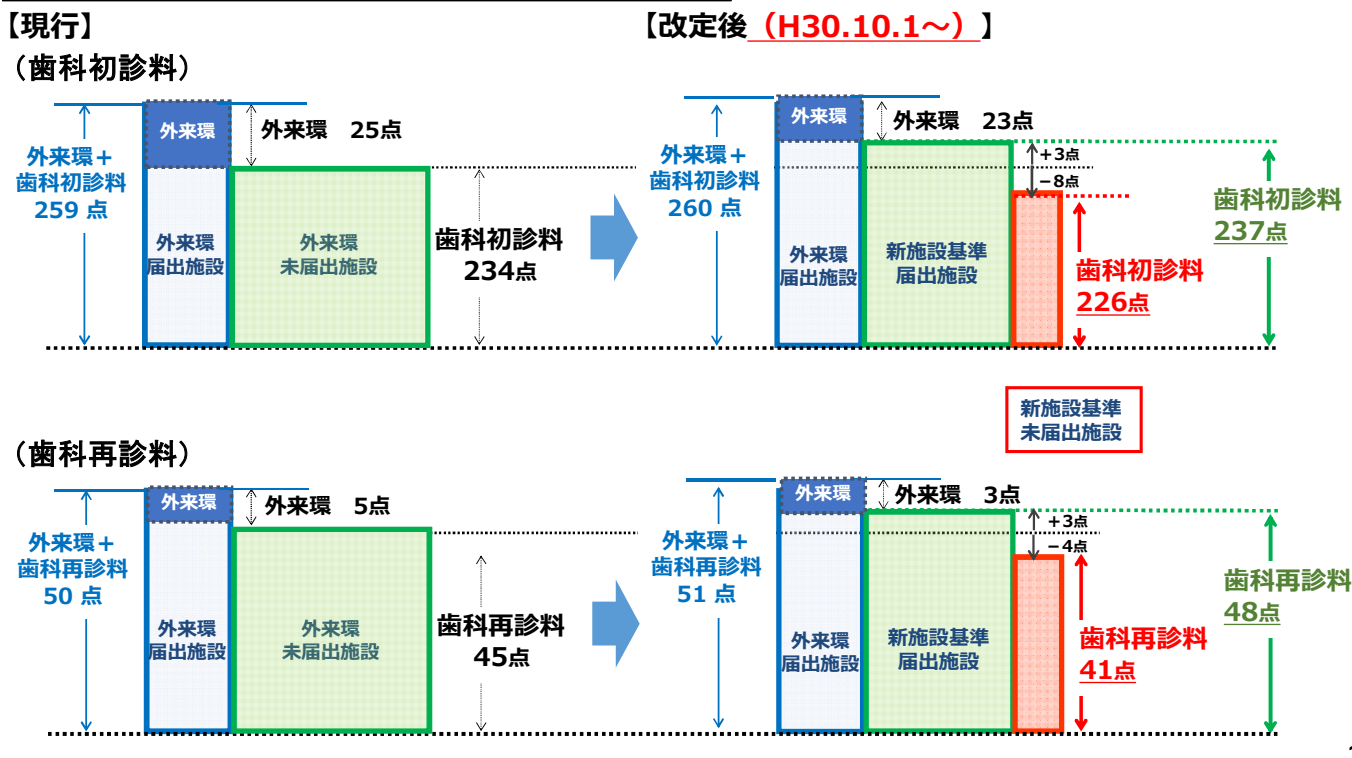 【現行】
【改定後（H30.10.1～）】
（歯科初診料）
外来環
外来環　25点
外来環＋
歯科初診料
259 点
外来環
届出施設
外来環
未届出施設
歯科初診料
234点
外来環
外来環　23点
外来環＋
歯科初診料
260 点
＋3点
－8点
外来環
届出施設
新施設基準
届出施設
歯科初診料
226点
歯科初診料
237点
新施設基準
未届出施設
（歯科再診料）
外来環
外来環　5点
外来環＋
歯科再診料
50 点
外来環
届出施設
外来環
未届出施設
歯科再診料
45点
外来環
外来環　3点
外来環＋
歯科再診料
51 点
＋3点
－4点
外来環
届出施設
新施設基準
届出施設
歯科再診料
41点
歯科再診料
48点